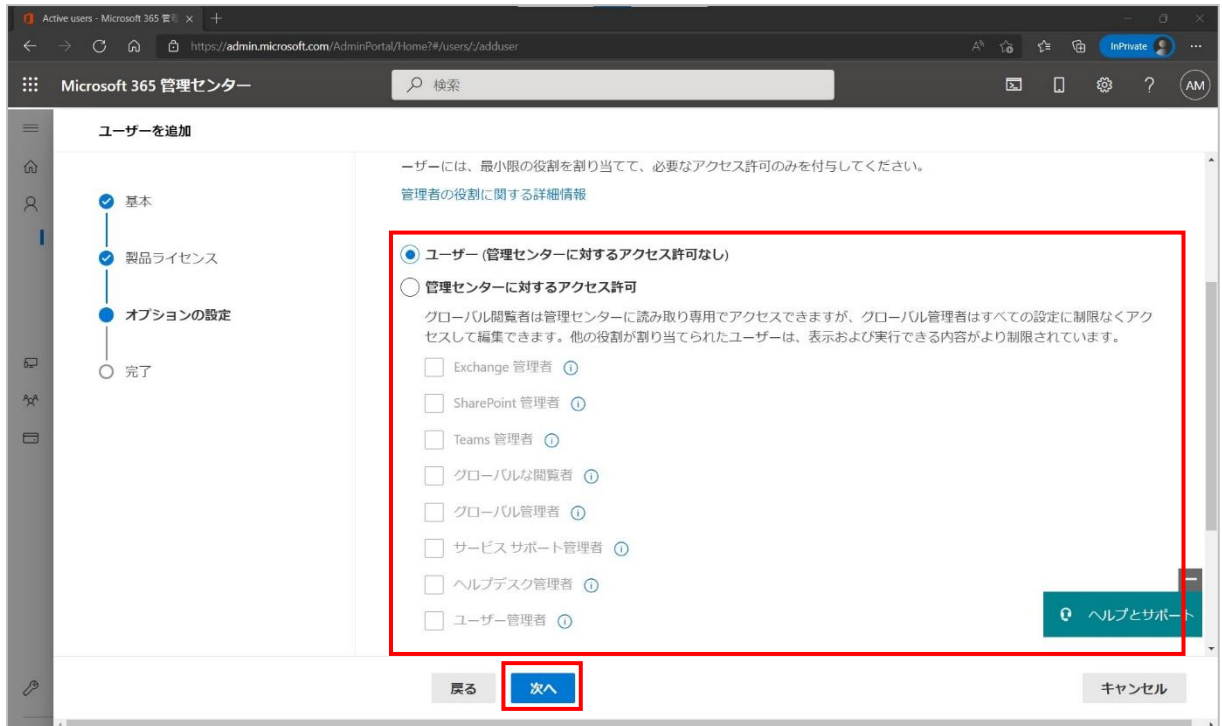 Active users - Microsoft 365 管理
https://admin.microsoft.com/AdminPortal/Home?#/users/:/adduser
InPrivate
Microsoft 365 管理センター
検索
AM
ユーザーを追加
基本
製品ライセンス
オプションの設定
完了
ーザーには、最小限の役割を割り当てて、必要なアクセス許可のみを付与してください。
管理者の役割に関する詳細情報
ユーザー (管理センターに対するアクセス許可なし)
管理センターに対するアクセス許可
グローバル閲覧者は管理センターに読み取り専用でアクセスできますが、グローバル管理者はすべての設定に制限なくアク
セスして編集できます。他の役割が割り当てられたユーザーは、表示および実行できる内容がより制限されています。
Exchange 管理者
SharePoint 管理者
Teams 管理者
グローバルな閲覧者
グローバル管理者
サービス サポート管理者
ヘルプデスク管理者
ユーザー管理者
ヘルプとサポート
戻る
次へ
キャンセル